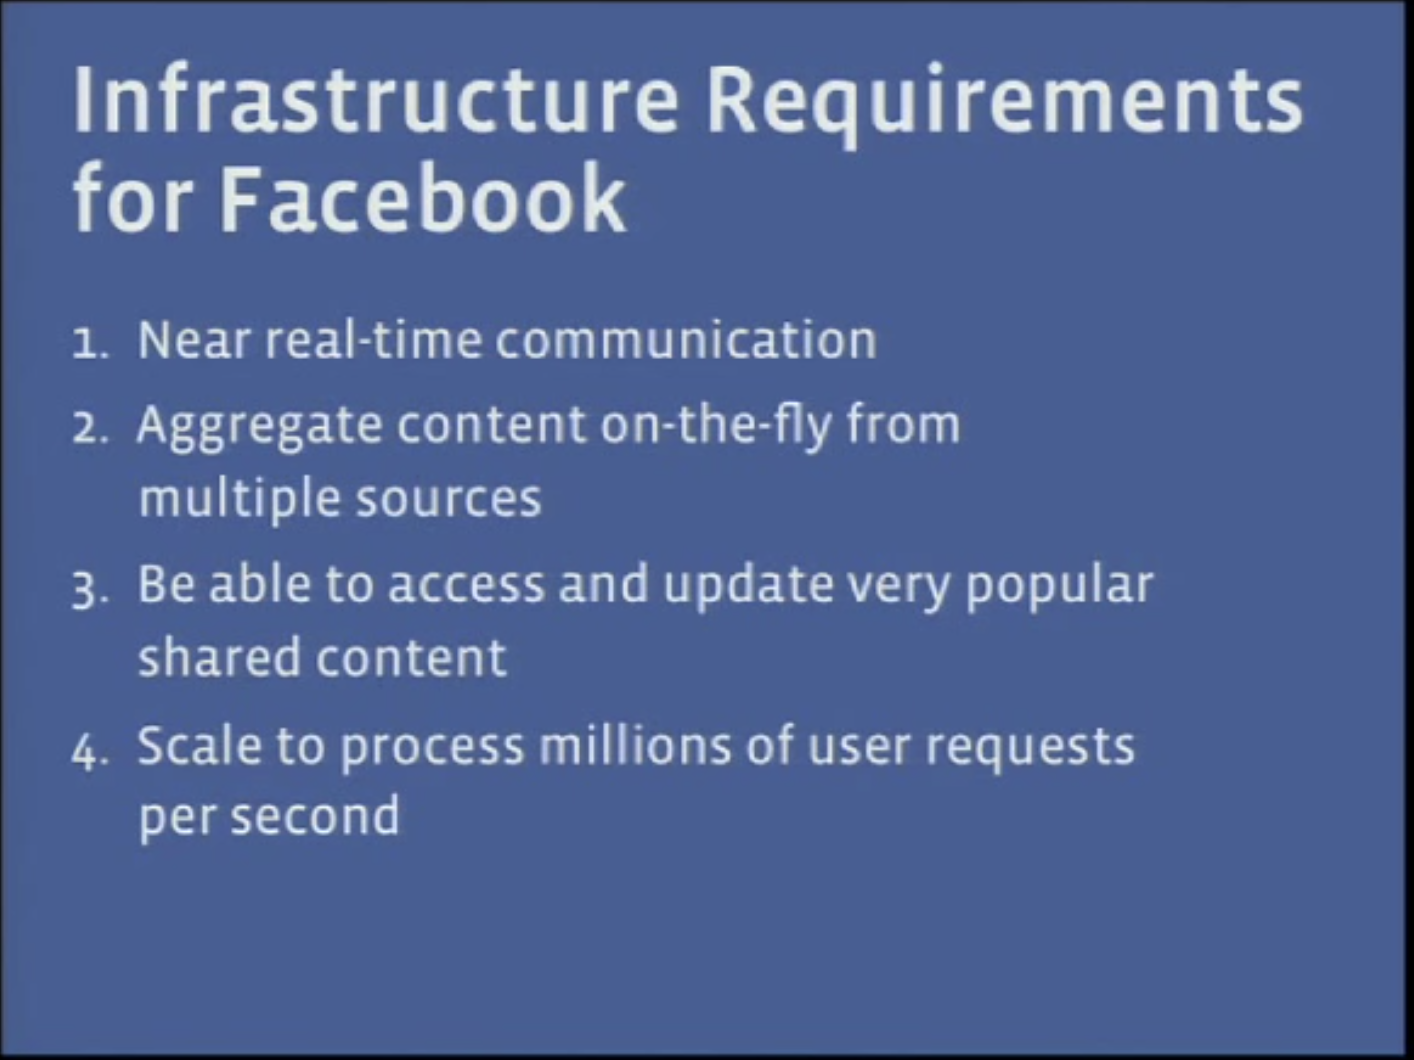 Infrastructure Requirements
for Facebook
1. Near real-time communication
2. Aggregate content on-the-fly from
multiple sources
3. Be able to access and update very popular
shared content
4. Scale to process millions of user requests
per second